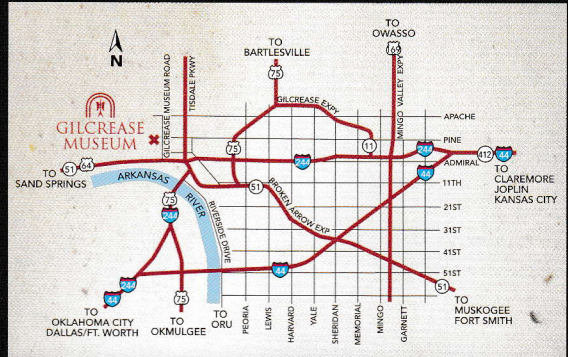 TO
OWASSO
169
TO
BARTLESVILLE
75
N
GILCREASE MUSEUM ROAD
TISDALE PKWY
MINGO VALLEY EXPY
GILCREASE EXPY
APACHE
GILCREASE
MUSEUM
75
11
PINE
244
412
44
244
ADMIRAL
TO
SAND SPRINGS
51
64
ARKANSAS
RIVER
51
BROKEN ARROW EXP
44
11TH
TO
CLAREMORE
JOPLIN
KANSAS CITY
75
244
RIVERSIDE DRIVE
21ST
31ST
41ST
51ST
44
244
44
75
51
TO
MUSKOGEE
FORT SMITH
TO
OKLAHOMA CITY
DALLAS/FT. WORTH
TO
OKMULGEE
TO
ORU
PEORIA
LEWIS
HARVARD
YALE
SHERIDAN
MEMORIAL
MINGO
GARNETT